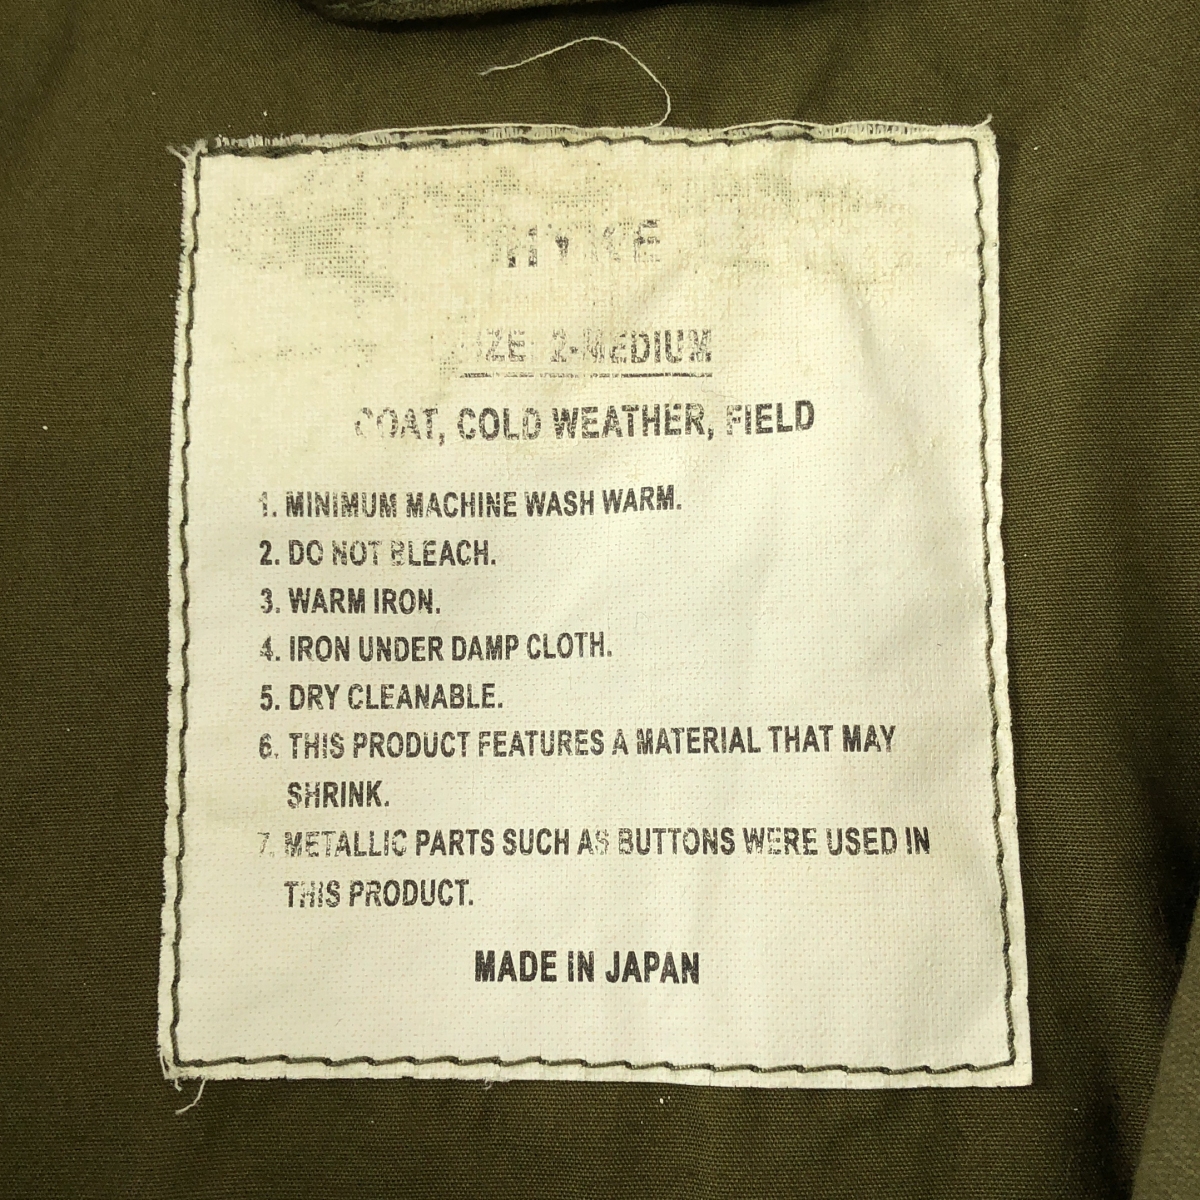 HYKE
SIZE 2-MEDIUM
COAT, COLD WEATHER, FIELD
1. MINIMUM MACHINE WASH WARM.
2. DO NOT BLEACH.
3. WARM IRON.
4. IRON UNDER DAMP CLOTH.
5. DRY CLEANABLE.
6. THIS PRODUCT FEATURES A MATERIAL THAT MAY
SHRINK.
7. METALLIC PARTS SUCH AS BUTTONS WERE USED IN
THIS PRODUCT.
MADE IN JAPAN